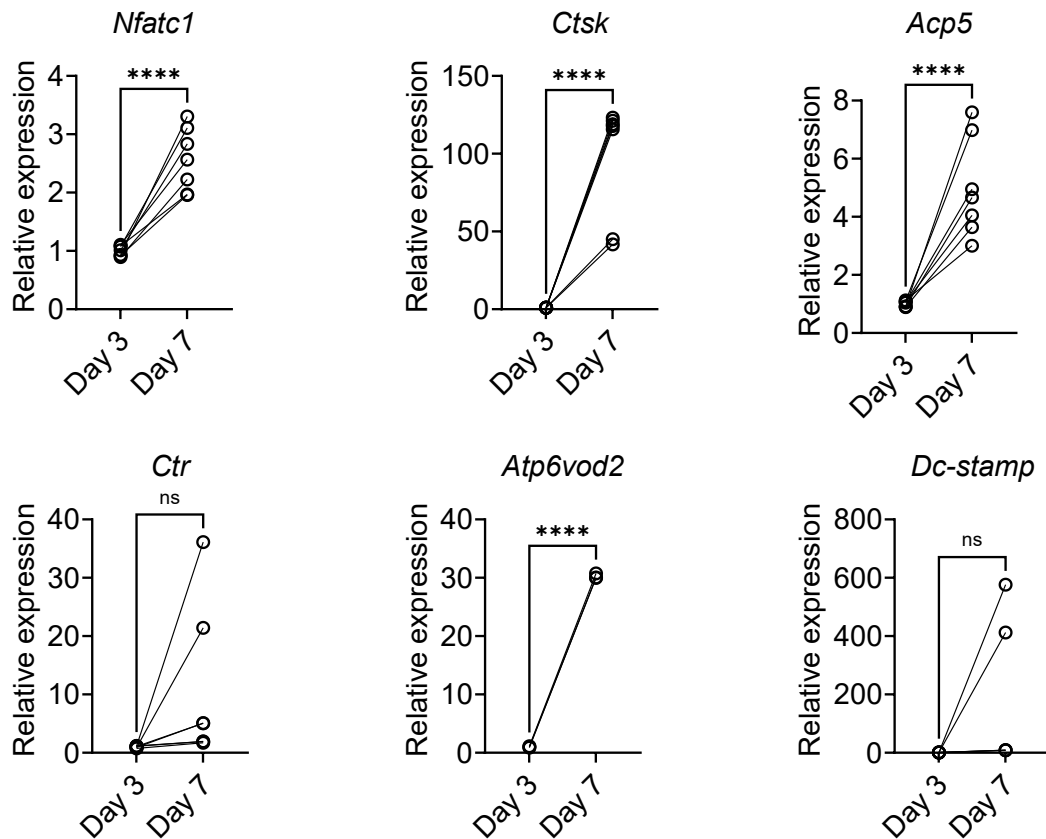 Nfatc1
****
Relative expression
4
3
2
1
0
Day 3
Day 7
Ctsk
****
Relative expression
150
100
50
0
Day 3
Day 7
Acp5
****
Relative expression
8
6
4
2
0
Day 3
Day 7
Ctr
ns
Relative expression
40
30
20
10
0
Day 3
Day 7
Atp6vod2
****
Relative expression
40
30
20
10
0
Day 3
Day 7
Dc-stamp
ns
Relative expression
800
600
400
200
0
Day 3
Day 7